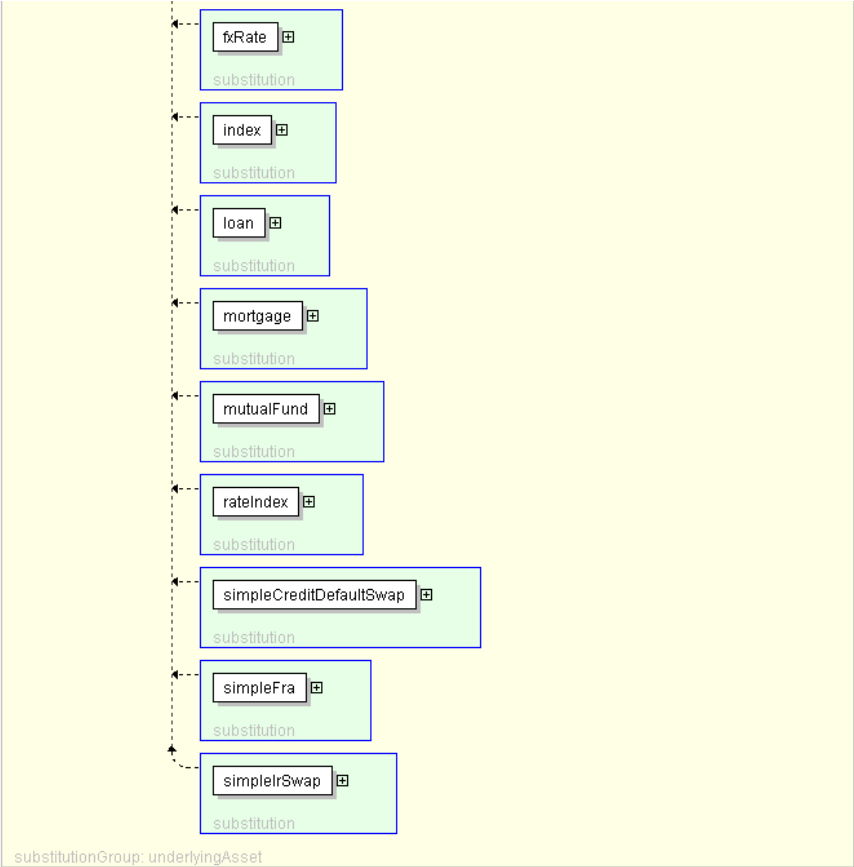 fxRate
substitution
index
substitution
loan
substitution
mortgage
substitution
mutualFund
substitution
rateIndex
substitution
simpleCreditDefaultSwap
substitution
simpleFra
substitution
simpleIrSwap
substitution
substitutionGroup: underlyingAsset